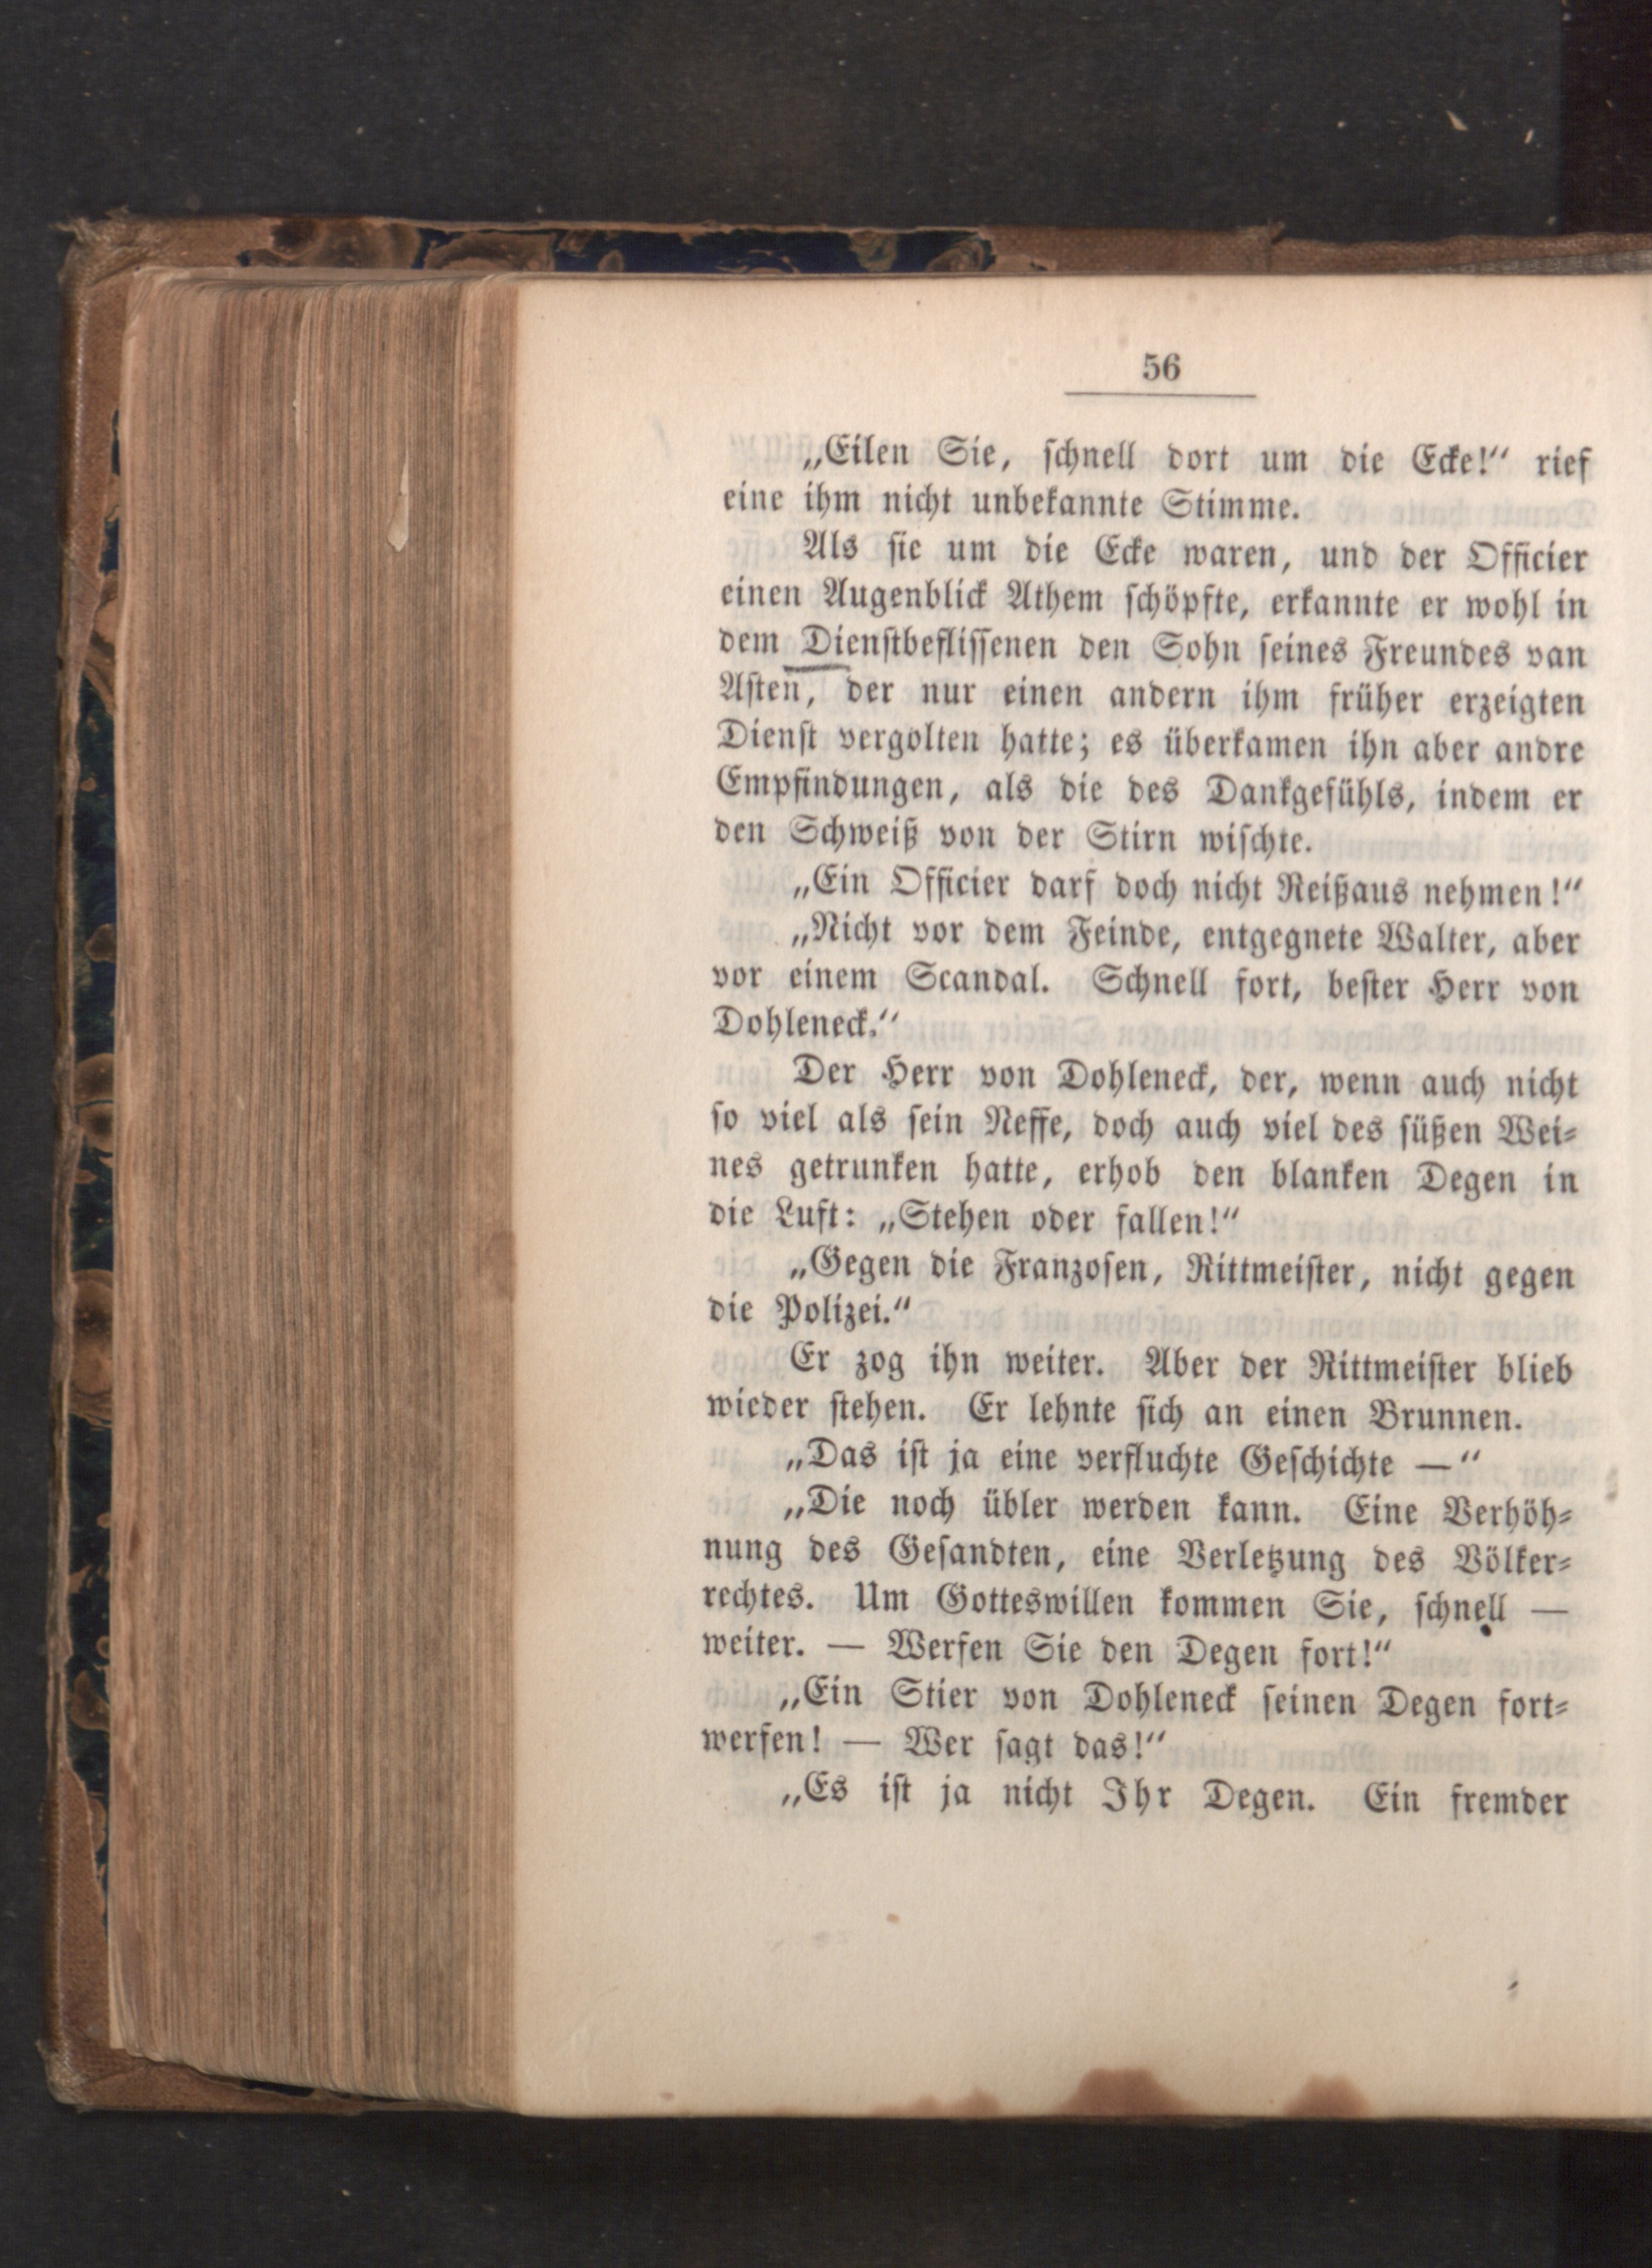 56
„Eilen Sie, ſchnell dort um die Ecke!“ rief
eine ihm nicht unbekannte Stimme.
Als ſie um die Ecke waren, und der Officier
einen Augenblick Athem ſchöpfte, erkannte er wohl in
dem Dienſtbefliſſenen den Sohn ſeines Freundes van
Aſten, der nur einen andern ihm früher erzeigten
Dienſt vergolten hatte; es überkamen ihn aber andre
Empfindungen, als die des Dankgefühls, indem er
den Schweiß von der Stirn wiſchte.
„Ein Officier darf doch nicht Reißaus nehmen!“
„Nicht vor dem Feinde, entgegnete Walter, aber
vor einem Scandal. Schnell fort, beſter Herr von
Dohleneck.“
Der Herr von Dohleneck, der, wenn auch nicht
ſo viel als ſein Neffe, doch auch viel des ſüßen Wei⸗
nes getrunken hatte, erhob den blanken Degen in
die Luft: „Stehen oder fallen!“
„Gegen die Franzoſen, Rittmeiſter, nicht gegen
die Polizei.“
Er zog ihn weiter. Aber der Rittmeiſter blieb
wieder ſtehen. Er lehnte ſich an einen Brunnen.
„Das iſt ja eine verfluchte Geſchichte —“
„Die noch übler werden kann. Eine Verhöh⸗
nung des Geſandten, eine Verletzung des Völker⸗
rechtes. Um Gotteswillen kommen Sie, ſchnell —
weiter. — Werfen Sie den Degen fort!“
„Ein Stier von Dohleneck ſeinen Degen fort⸗
werfen! — Wer ſagt das!“
„Es iſt ja nicht Ihr Degen. Ein fremder